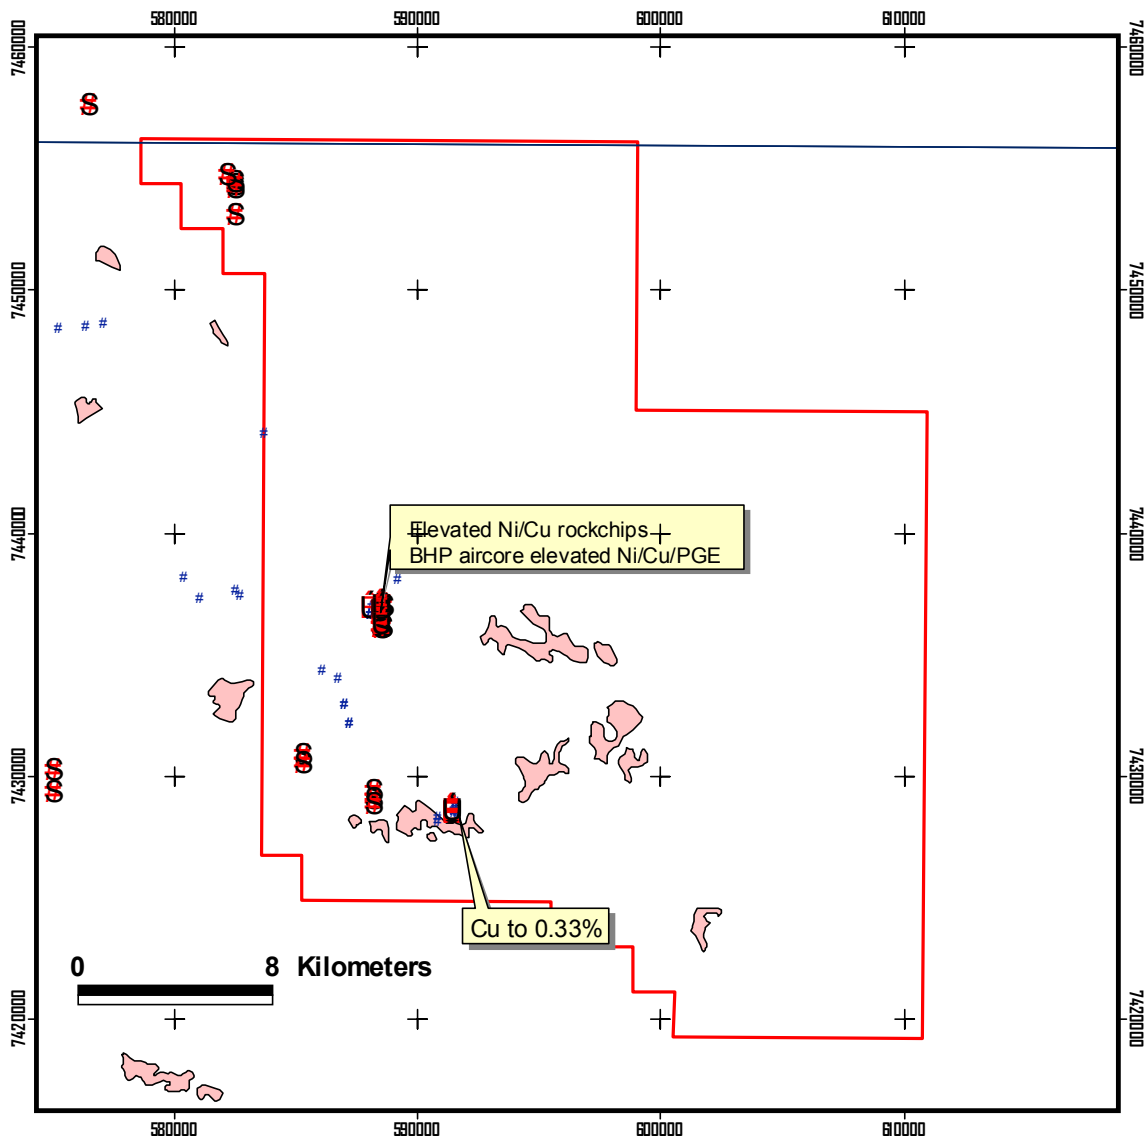 580000 590000 600000 610000
7460000 7460000
S
S
S
S
7450000 7450000
# # #
#
Elevated Ni/Cu rockchips
BHP aircore elevated Ni/Cu/PGE
7440000 7440000
# #
# # #
S
S
# #
#
#
S
S
S
S
S
S
7430000 7430000
#
Cu to 0.33%
0 8 Kilometers
7420000 7420000
580000 590000 600000 610000